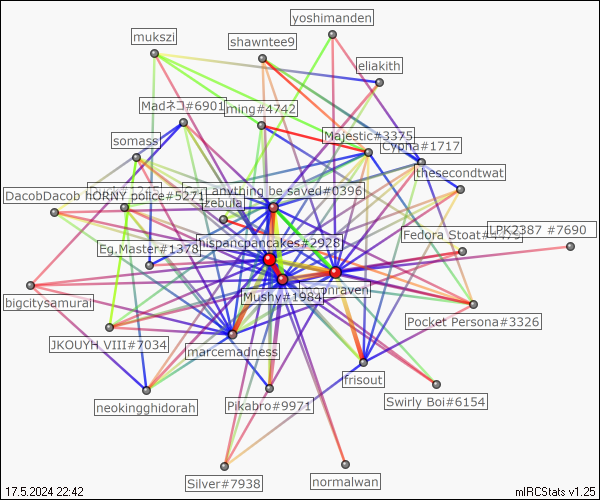 yoshimanden
mukszi
shawntee9
eliakith
Madネコ#6901
ming#4742
Majestic#3375
Cypha#1717
somass
thesecondtwat
DacobDacob
HORNY police#5271
anything be saved#0396
zebula
Eg.Master#1378
hispancpancakes#2928
Fedora Stoat#4475
LPK2387 #7690
Mushy#1984
moonraven
bigcitysamurai
Pocket Persona#3326
JKOUYH VIII#7034
marcemadness
frisout
neokingghidorah
Pikabro#9971
Swirly Boi#6154
Silver#7938
normalwan
17.5.2024 22:42
mIRCStats v1.25